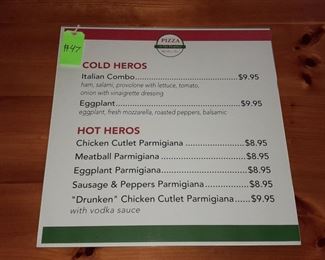 #47
PIZZA
COLD HEROS
Italian Combo..............................$9.95
ham, salami, provolone with lettuce, tomato,
onion with vinaigrette dressing
Eggplant...................................$9.95
eggplant, fresh mozzarella, roasted peppers, balsamic
HOT HEROS
Chicken Cutlet Parmigiana................$8.95
Meatball Parmigiana.......................$8.95
Eggplant Parmigiana.......................$8.95
Sausage & Peppers Parmigiana...........$8.95
"Drunken" Chicken Cutlet Parmigiana....$9.95
with vodka sauce